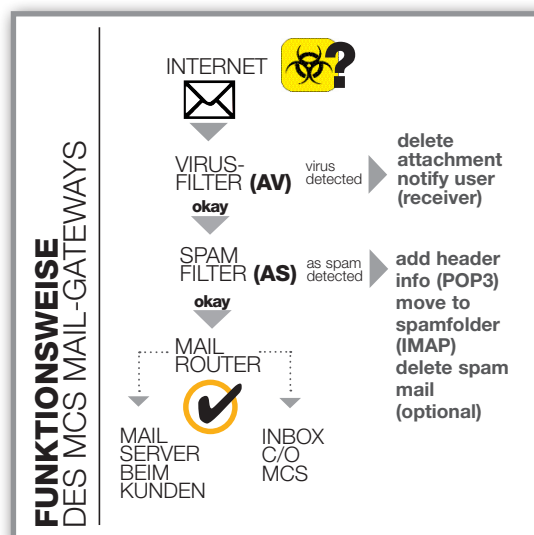 FUNKTIONSWEISE
DES MCS MAIL-GATEWAYS
INTERNET
?
VIRUS-
FILTER (AV)
virus
detected
delete
attachment
notify user
(receiver)
okay
SPAM
FILTER (AS)
as spam
detected
add header
info (POP3)
move to
spamfolder
(IMAP)
delete spam
mail
(optional)
okay
MAIL
ROUTER
MAIL
SERVER
BEIM
KUNDEN
INBOX
C/O
MCS